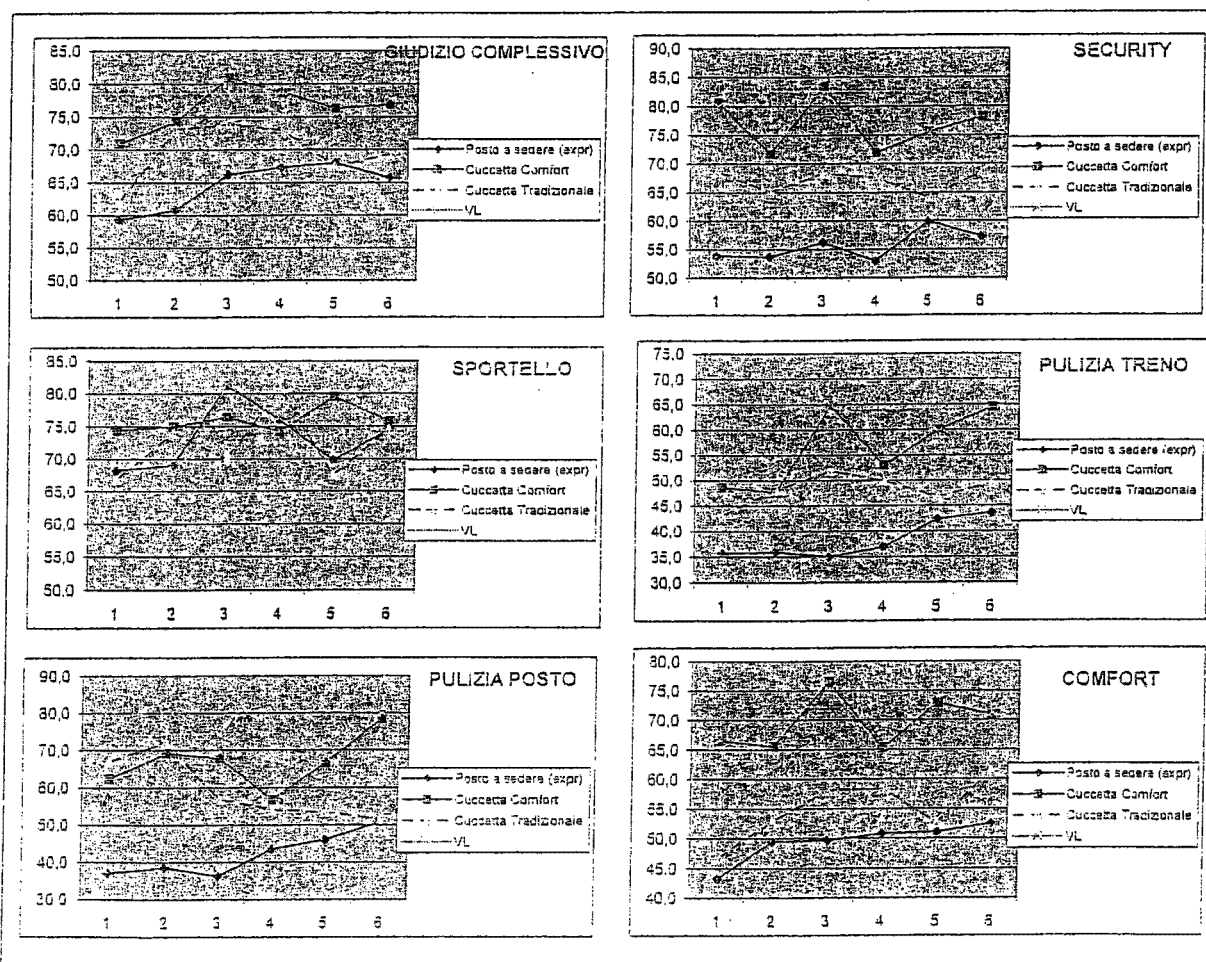 GIUDIZIO COMPLESSIVO
85,0
80,0
75,0
70,0
65,0
60,0
55,0
50,0
1 2 3 4 5 6
Posto a sedere (expr)
Cuccetta Comfort
Cuccetta Tradizionale
VL
SECURITY
90,0
85,0
80,0
75,0
70,0
65,0
60,0
55,0
50,0
1 2 3 4 5 6
Posto a sedere (expr)
Cuccetta Comfort
Cuccetta Tradizionale
VL
SPORTELLO
85,0
80,0
75,0
70,0
65,0
60,0
55,0
50,0
1 2 3 4 5 6
Posto a sedere (expr)
Cuccetta Comfort
Cuccetta Tradizionale
VL
PULIZIA TRENO
75,0
70,0
65,0
60,0
55,0
50,0
45,0
40,0
35,0
30,0
1 2 3 4 5 6
Posto a sedere (expr)
Cuccetta Comfort
Cuccetta Tradizionale
VL
PULIZIA POSTO
90,0
80,0
70,0
60,0
50,0
40,0
30,0
1 2 3 4 5 6
Posto a sedere (expr)
Cuccetta Comfort
Cuccetta Tradizionale
VL
COMFORT
80,0
75,0
70,0
65,0
60,0
55,0
50,0
45,0
40,0
1 2 3 4 5 6
Posto a sedere (expr)
Cuccetta Comfort
Cuccetta Tradizionale
VL